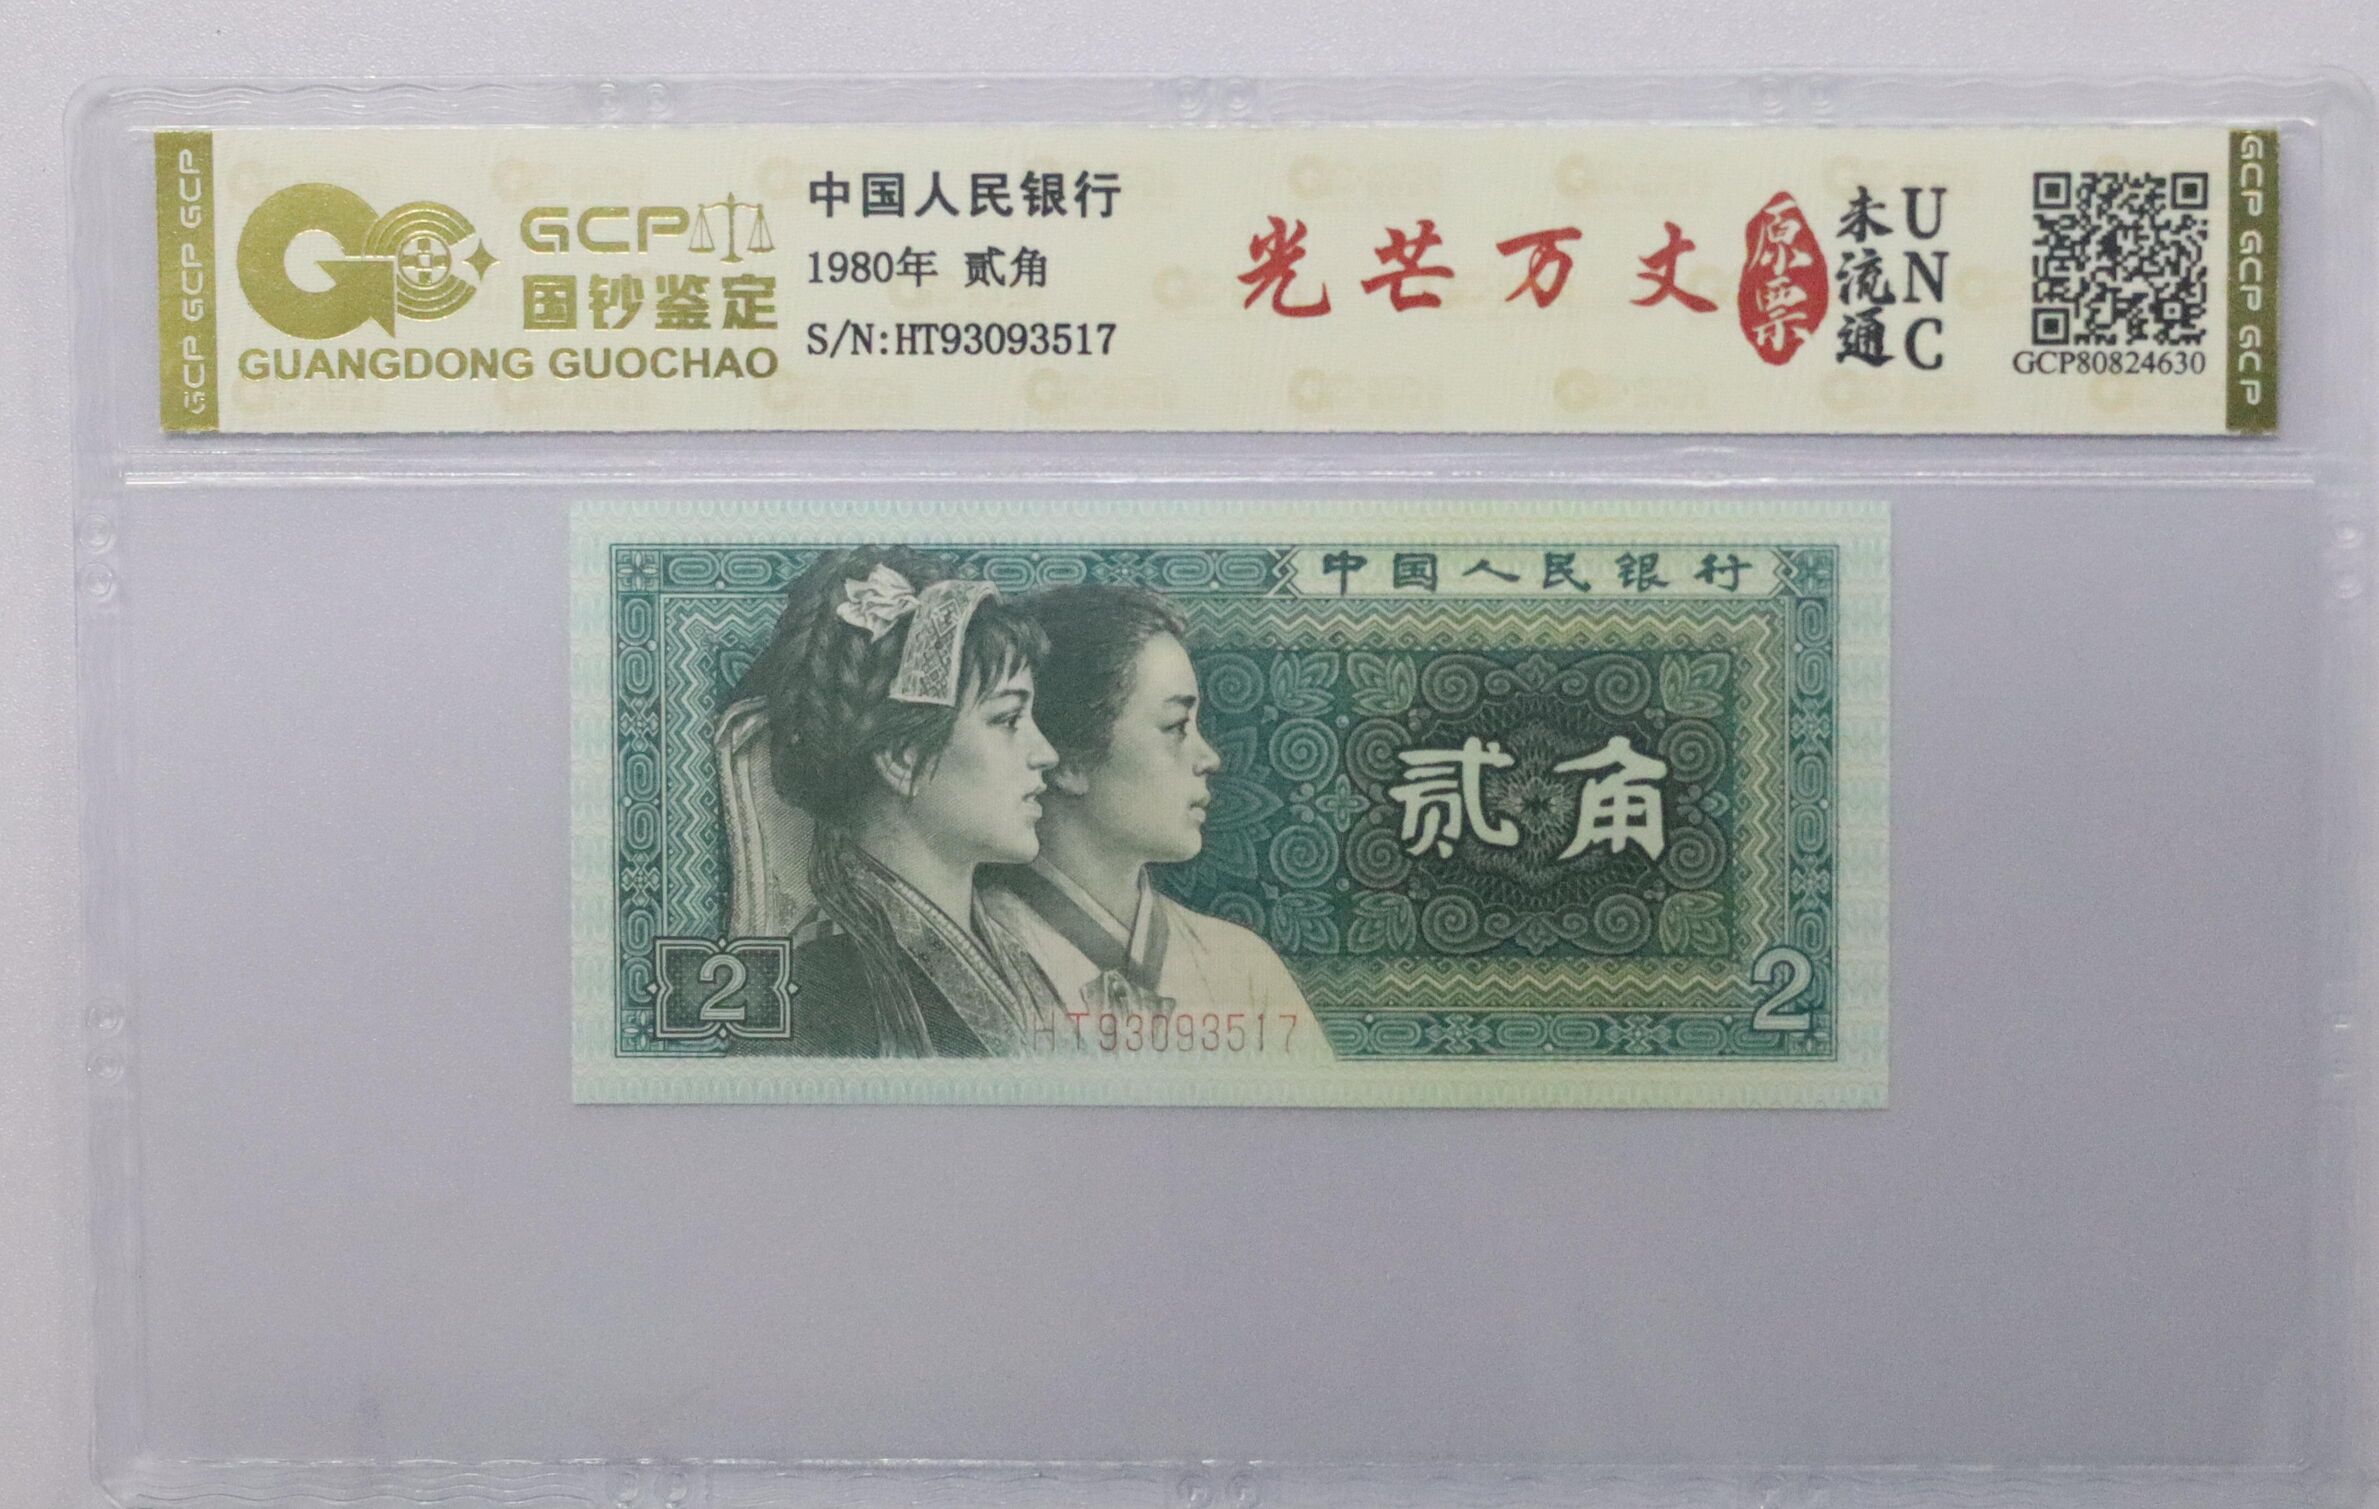 GCP GCP GCP
GCP
国钞鉴定
GUANGDONG GUOCHAO
中国人民银行
1980年 贰角
S/N:HT93093517
光芒万丈
原票
未流通
UNC
GCP80824630
GCP GCP GCP
中国人民银行
贰角
2
2
HT93093517